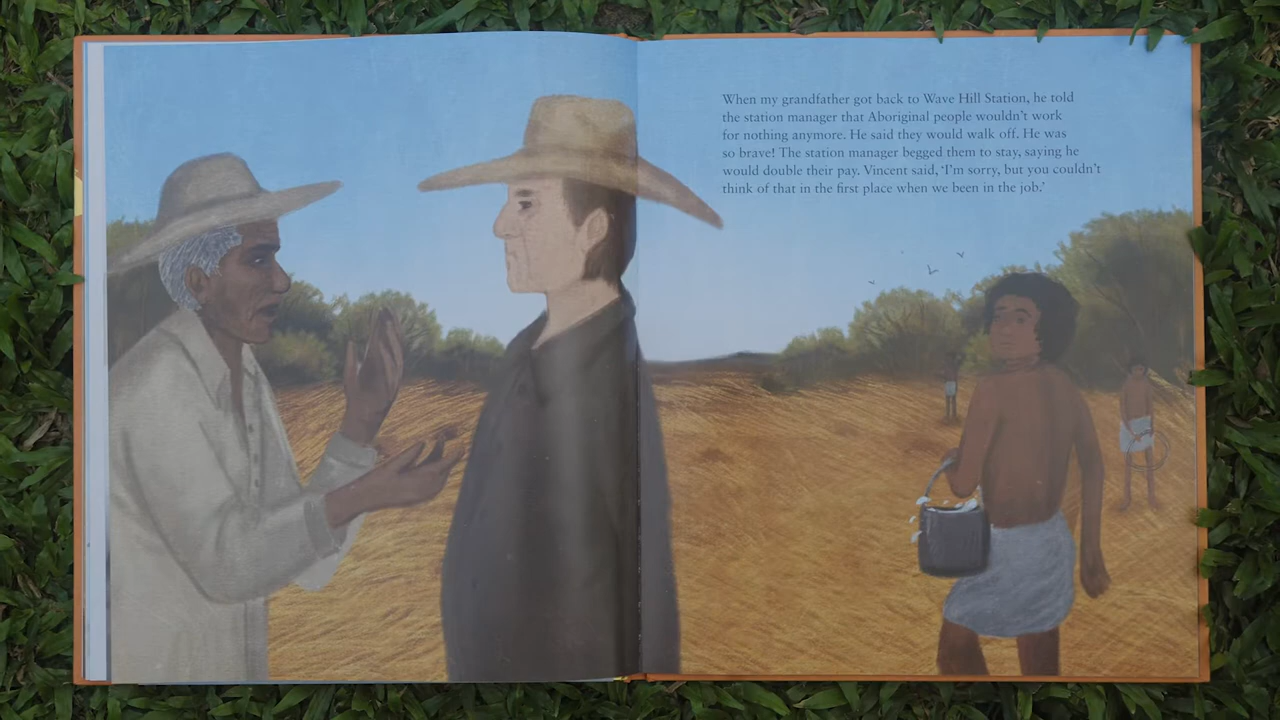 When my grandfather got back to Wave Hill Station, he told
the station manager that Aboriginal people wouldn't work
for nothing anymore. He said they would walk off. He was
so brave! The station manager begged them to stay, saying he
would double their pay. Vincent said, 'I'm sorry, but you couldn't
think of that in the first place when we been in the job.'